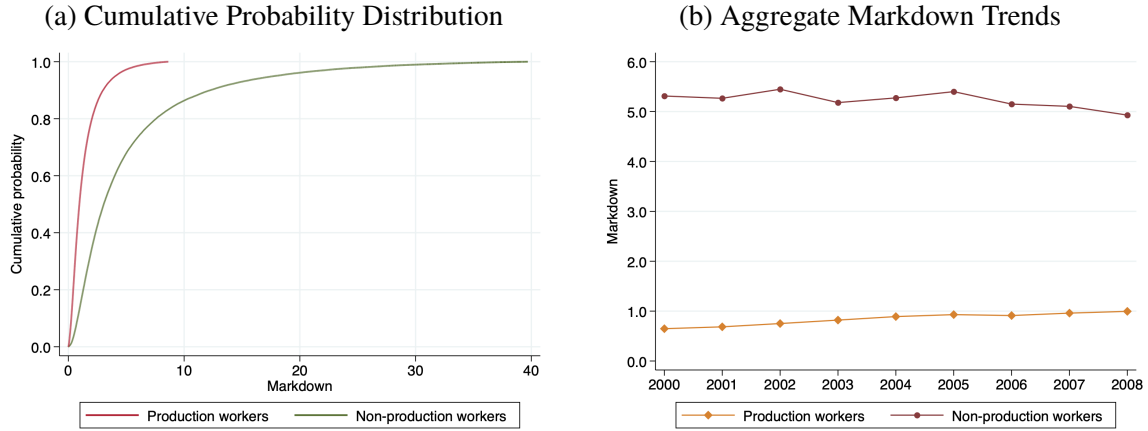 (a) Cumulative Probability Distribution
Cumulative probability
1.0
0.8
0.6
0.4
0.2
0.0
0 10 20 30 40
Markdown
Production workers Non-production workers
(b) Aggregate Markdown Trends
Markdown
6.0
5.0
4.0
3.0
2.0
1.0
0.0
2000 2001 2002 2003 2004 2005 2006 2007 2008
Production workers Non-production workers